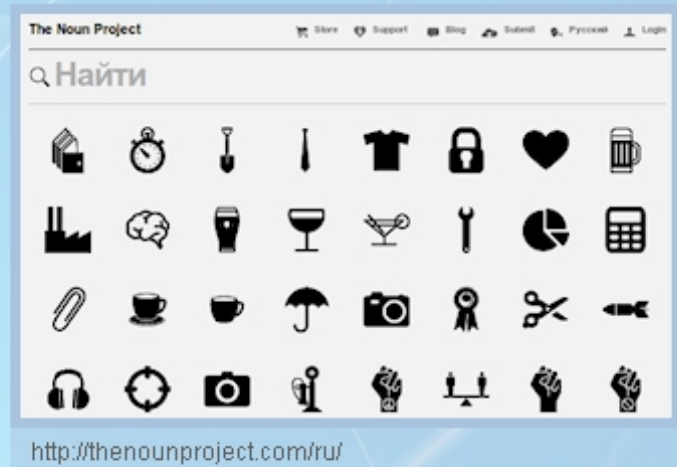 The Noun Project Store Support Blog Submit Русский Login
Найти
http://thenounproject.com/ru/